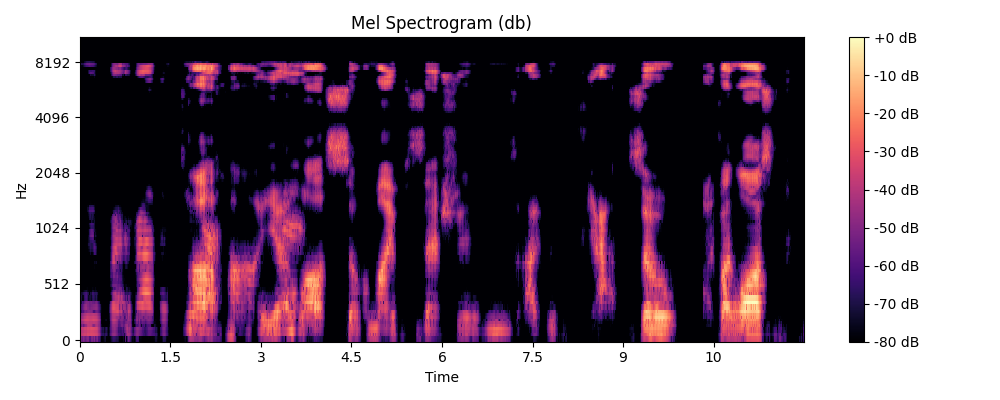 Mel Spectrogram (db)
8192
4096
2048
1024
512
0
Hz
0 1.5 3 4.5 6 7.5 9 10
Time
+0 dB
-10 dB
-20 dB
-30 dB
-40 dB
-50 dB
-60 dB
-70 dB
-80 dB